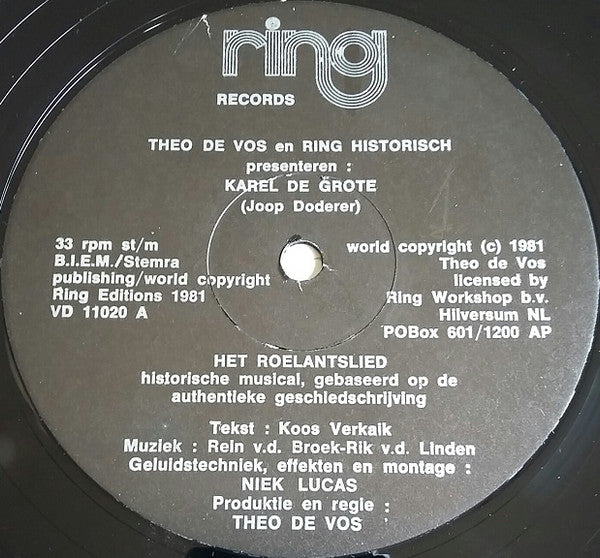 ring
RECORDS
THEO DE VOS en RING HISTORISCH
presenteren :
KAREL DE GROTE
(Joop Doderer)
33 rpm st/m
B.I.E.M./Stemra
publishing/world copyright
Ring Editions 1981
VD 11020 A
world copyright (c) 1981
Theo de Vos
licensed by
Ring Workshop b.v.
Hilversum NL
POBox 601/1200 AP
HET ROELANTSLIED
historische musical, gebaseerd op de
authentieke geschiedschrijving
Tekst : Koos Verkaik
Muziek : Rein v.d. Broek-Rik v.d. Linden
Geluidstechniek, effekten en montage :
NIEK LUCAS
Produktie en regie :
THEO DE VOS